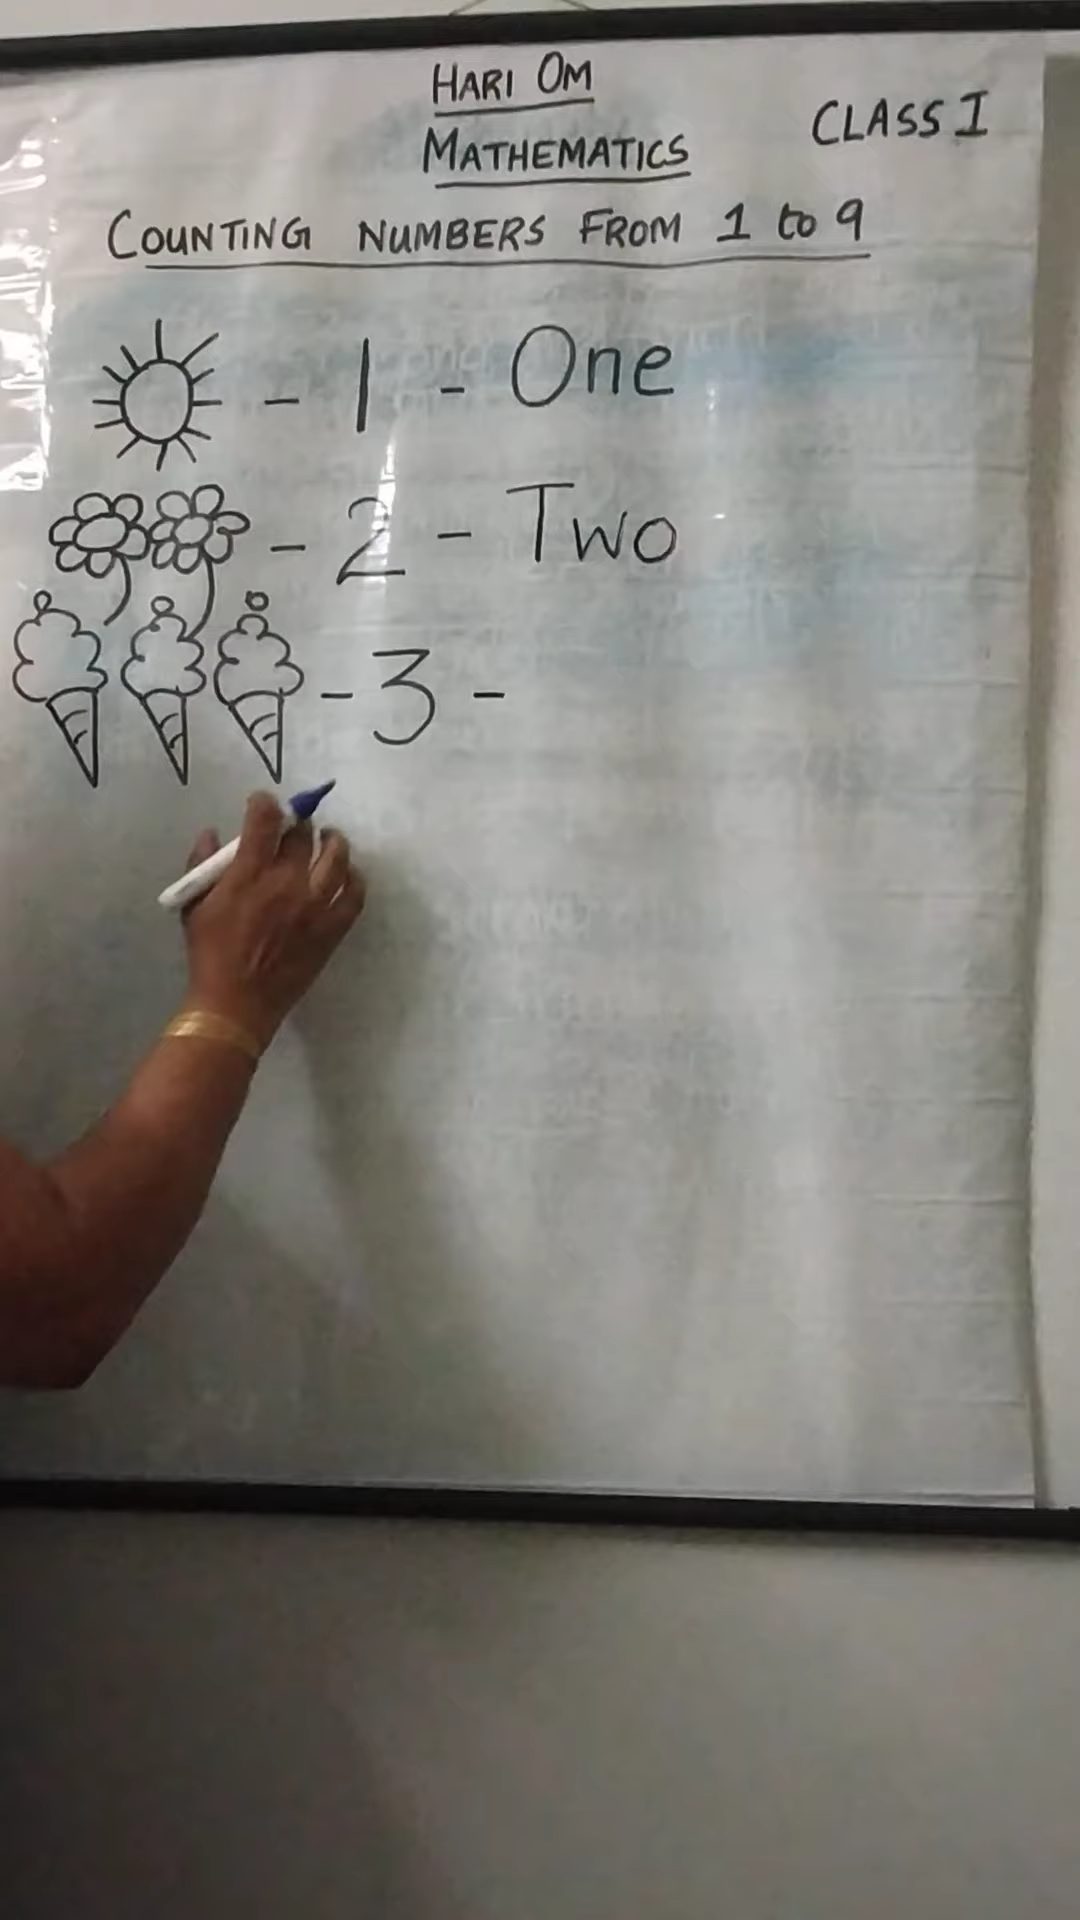 HARI OM
MATHEMATICS
CLASS I
COUNTING NUMBERS FROM 1 to 9
- 1 - One
- 2 - Two
- 3 -